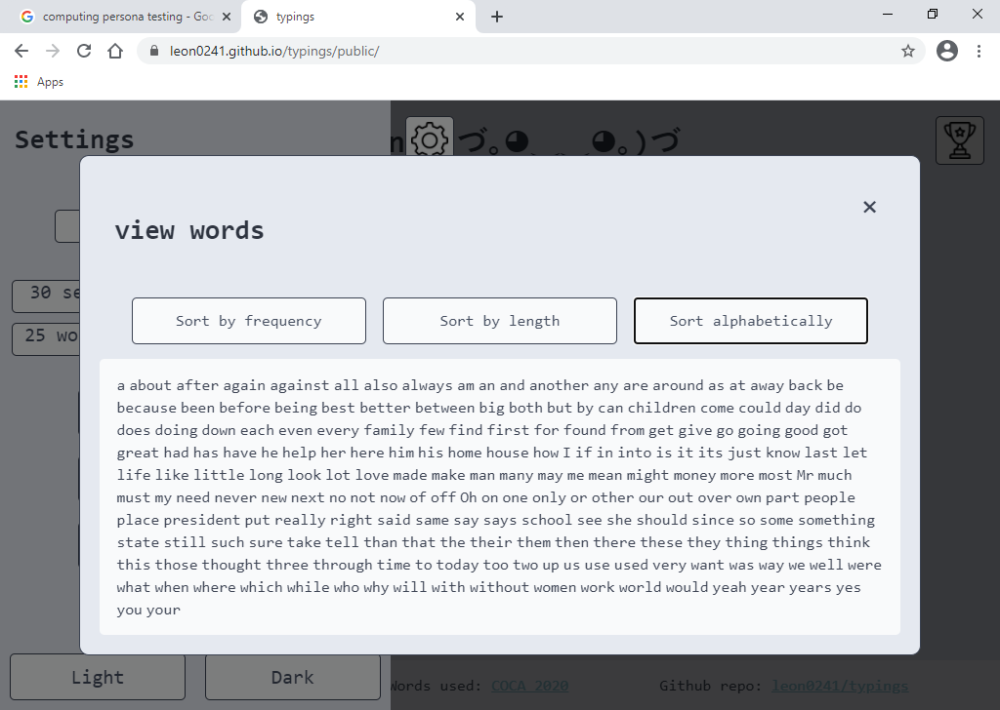 computing persona testing - Goo
typings
leon0241.github.io/typings/public/
Apps
Settings
n づ。◕‿‿◕。)づ
view words
30 se
25 wo
Sort by frequency
Sort by length
Sort alphabetically
a about after again against all also always am an and another any are around as at away back be
because been before being best better between big both but by can children come could day did do
does doing down each even every family few find first for found from get give go going good got
great had has have he help her here him his home house how I if in into is it its just know last let
life like little long look lot love made make man many may me mean might money more most Mr much
must my need never new next no not now of off Oh on one only or other our out over own part people
place president put really right said same say says school see she should since so some something
state still such sure take tell than that the their them then there these they thing things think
this those thought three through time to today too two up us use used very want was way we well were
what when where which while who why will with without women work world would yeah year years yes
you your
Light
Dark
Words used: COCA 2020
Github repo: leon0241/typings